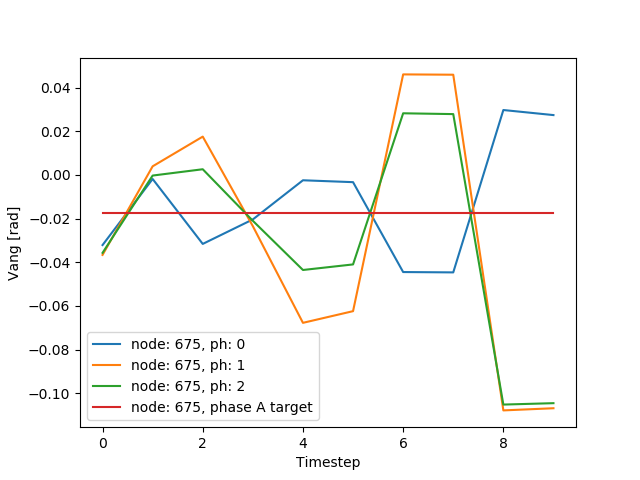 0.04
0.02
0.00
−0.02
−0.04
−0.06
−0.08
−0.10
Vang [rad]
node: 675, ph: 0
node: 675, ph: 1
node: 675, ph: 2
node: 675, phase A target
0 2 4 6 8
Timestep